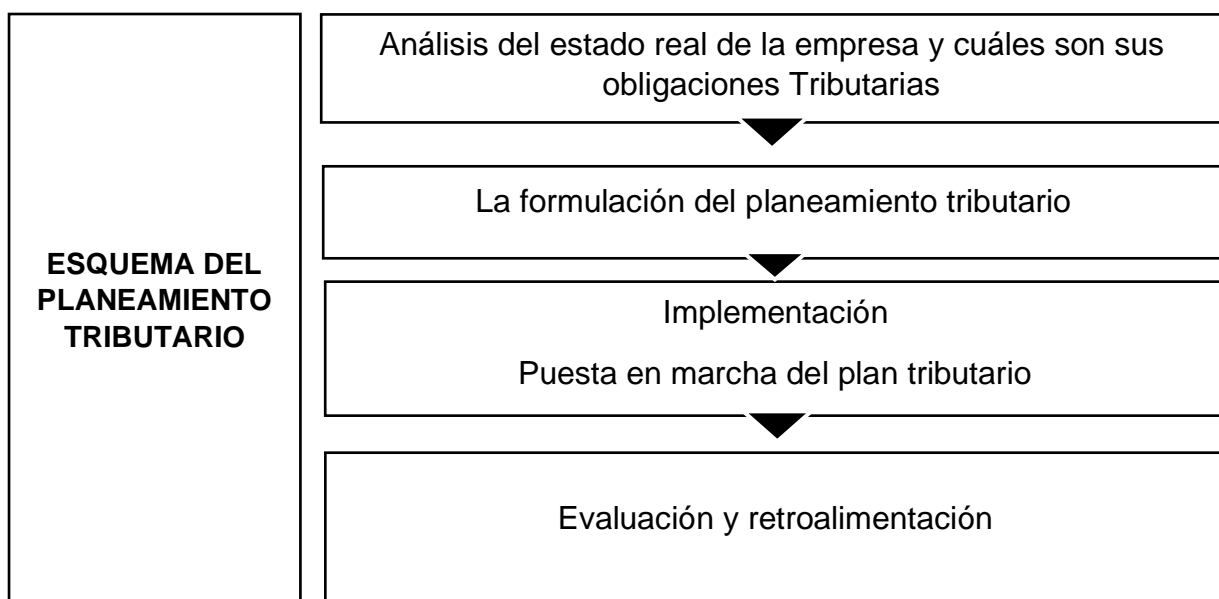 ESQUEMA DEL
PLANEAMIENTO
TRIBUTARIO
Análisis del estado real de la empresa y cuáles son sus
obligaciones Tributarias
La formulación del planeamiento tributario
Implementación
Puesta en marcha del plan tributario
Evaluación y retroalimentación